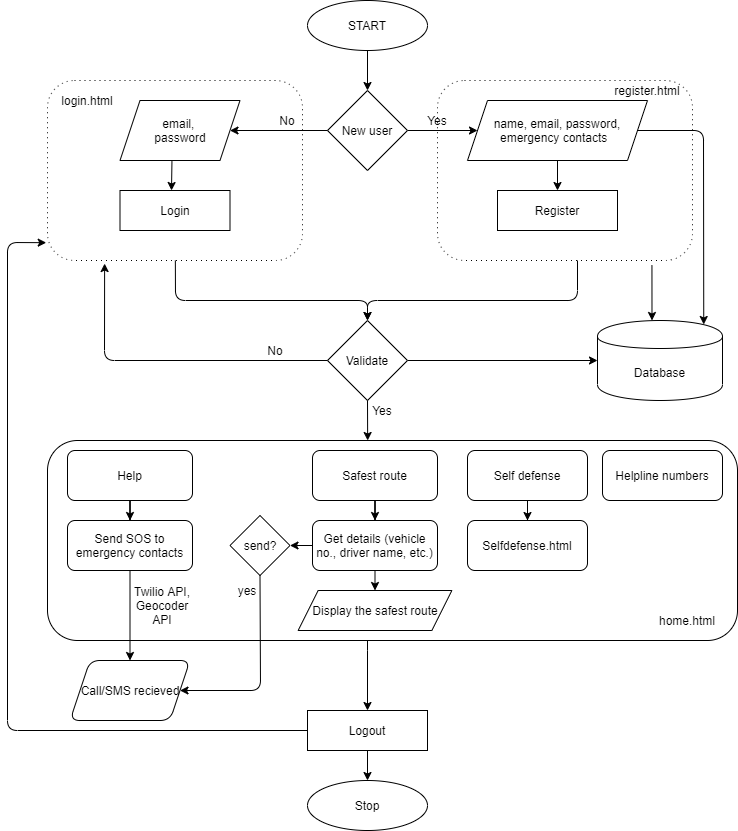 START
login.html
register.html
email,
password
No
New user
Yes
name, email, password,
emergency contacts
Login
Register
No
Validate
Database
Yes
Help
Safest route
Self defense
Helpline numbers
Send SOS to
emergency contacts
send?
Get details (vehicle
no., driver name, etc.)
Selfdefense.html
yes
Twilio API,
Geocoder
API
Display the safest route
home.html
Call/SMS recieved
Logout
Stop